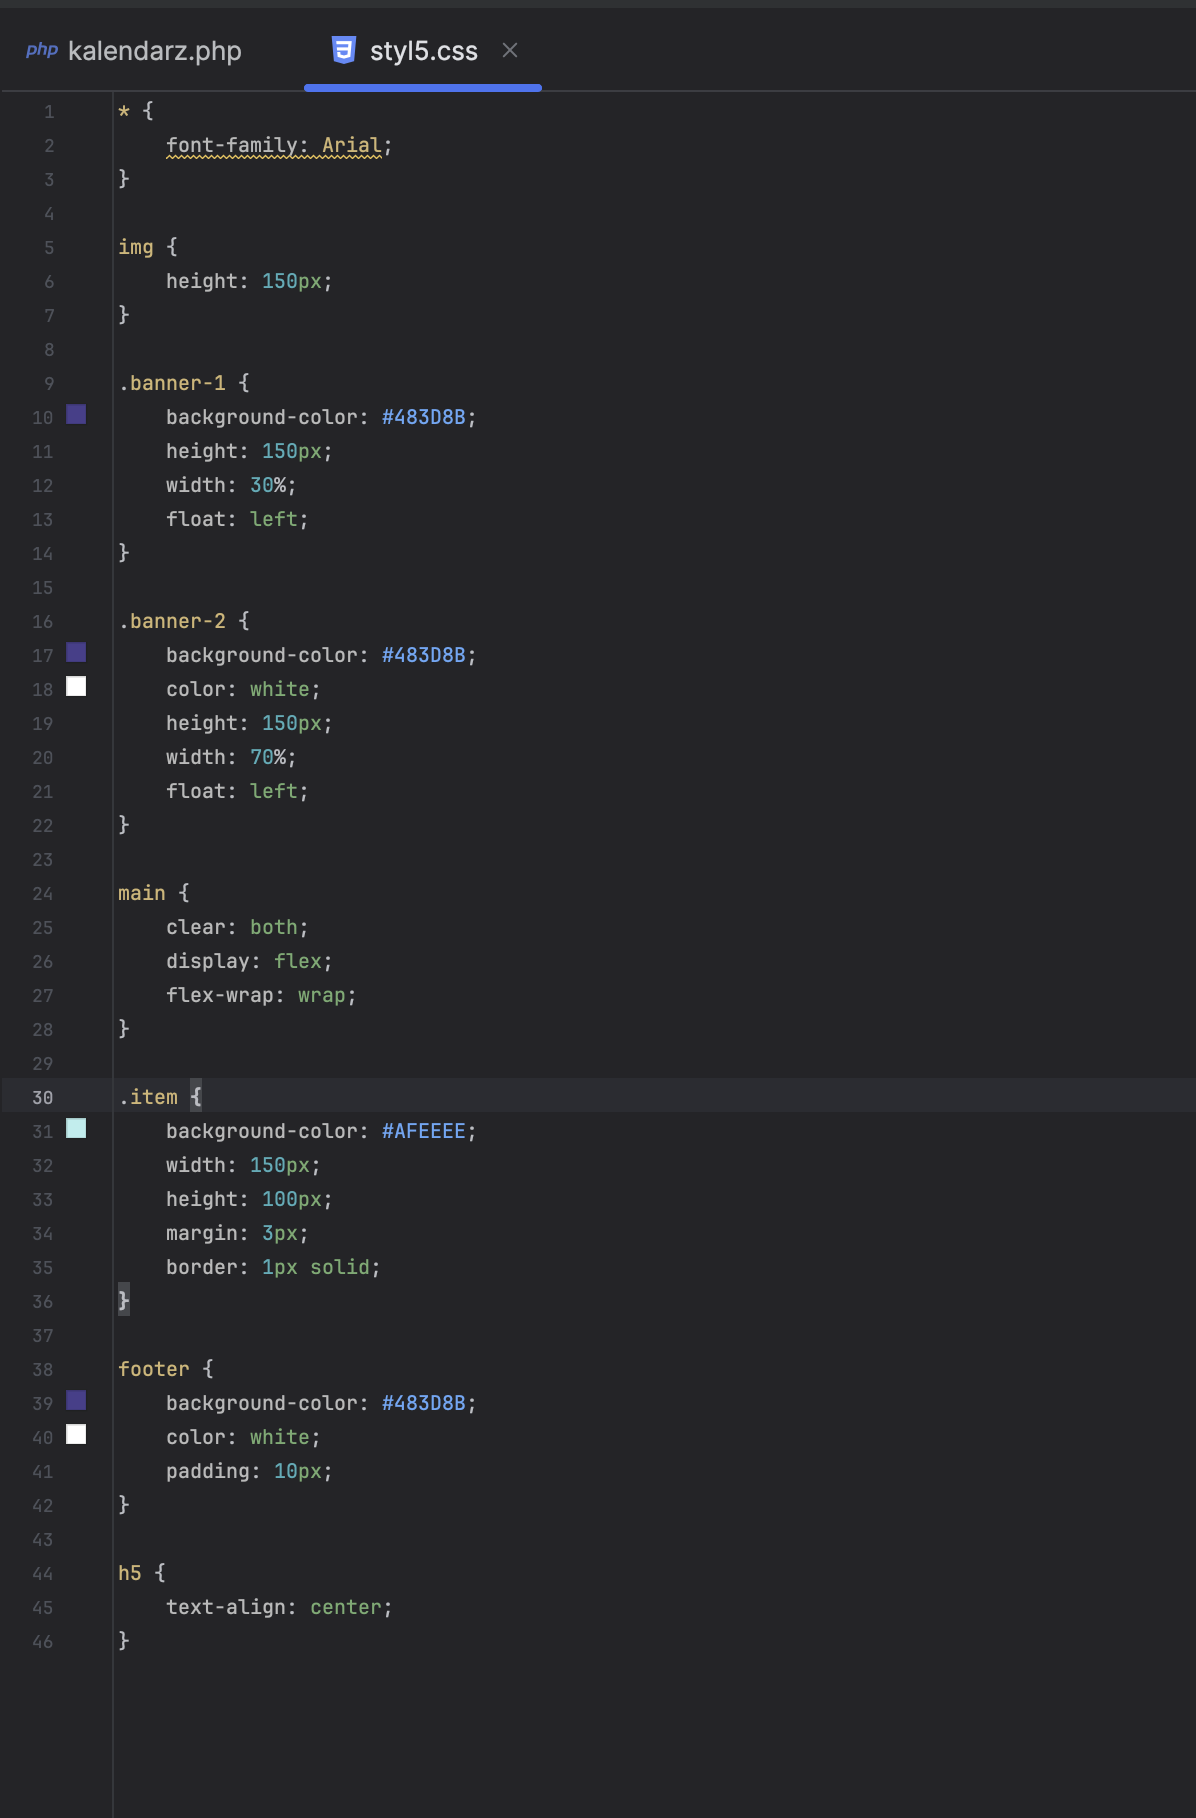 php kalendarz.php styl5.css
1 * {
2 font-family: Arial;
3 }
4
5 img {
6 height: 150px;
7 }
8
9 .banner-1 {
10 background-color: #483D8B;
11 height: 150px;
12 width: 30%;
13 float: left;
14 }
15
16 .banner-2 {
17 background-color: #483D8B;
18 color: white;
19 height: 150px;
20 width: 70%;
21 float: left;
22 }
23
24 main {
25 clear: both;
26 display: flex;
27 flex-wrap: wrap;
28 }
29
30 .item {
31 background-color: #AFEEEE;
32 width: 150px;
33 height: 100px;
34 margin: 3px;
35 border: 1px solid;
36 }
37
38 footer {
39 background-color: #483D8B;
40 color: white;
41 padding: 10px;
42 }
43
44 h5 {
45 text-align: center;
46 }